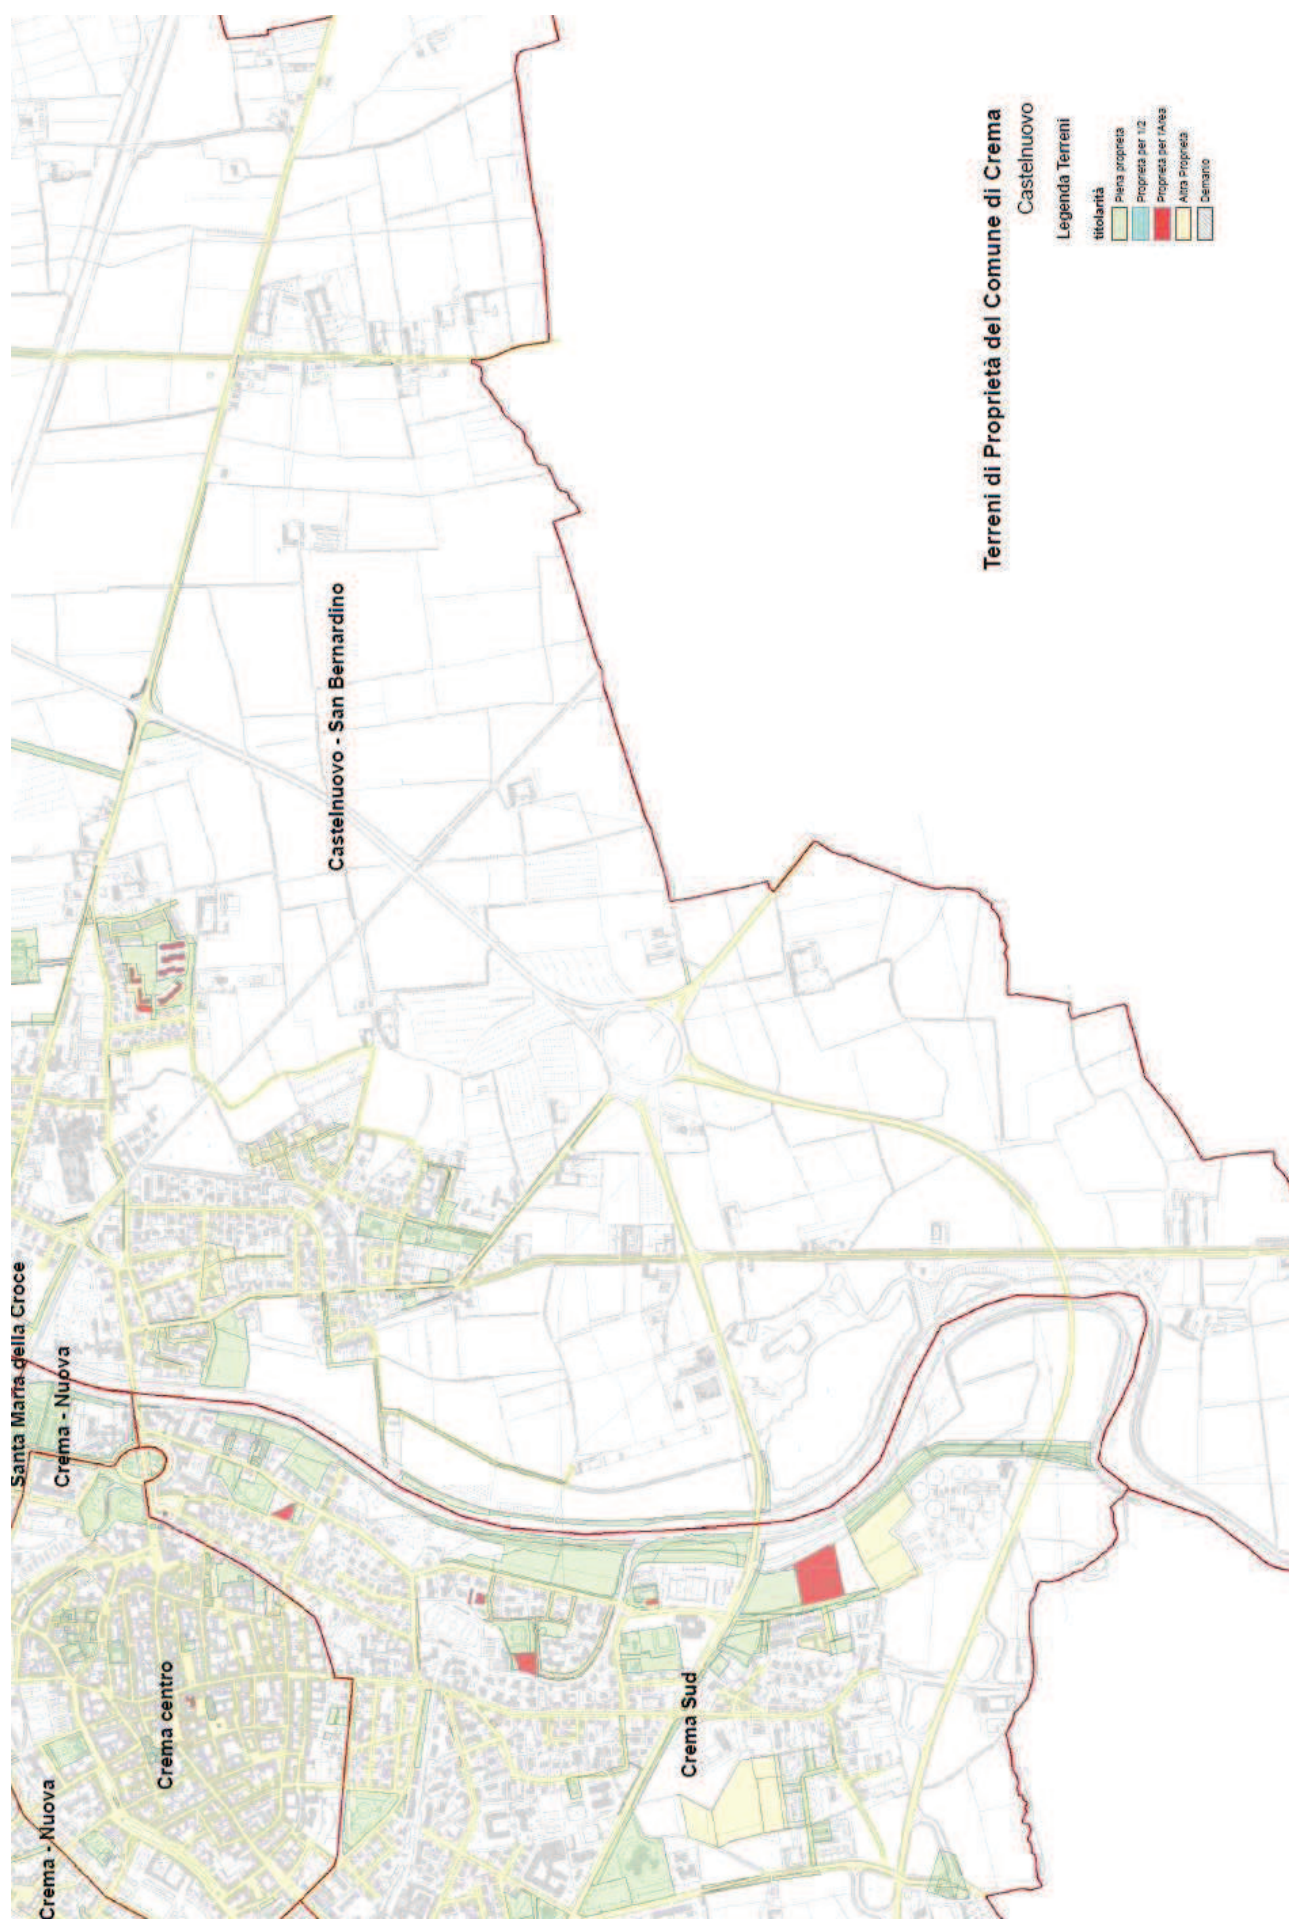 Terreni di Proprietà del Comune di Crema
Castelnuovo
Legenda Terreni
titolarità
Piena proprietà
Proprietà per 1/2
Proprietà per l'Area
Altra Proprietà
Demanio
Castelnuovo - San Bernardino
Santa Maria della Croce
Crema - Nuova
Crema centro
Crema Sud
Crema - Nuova